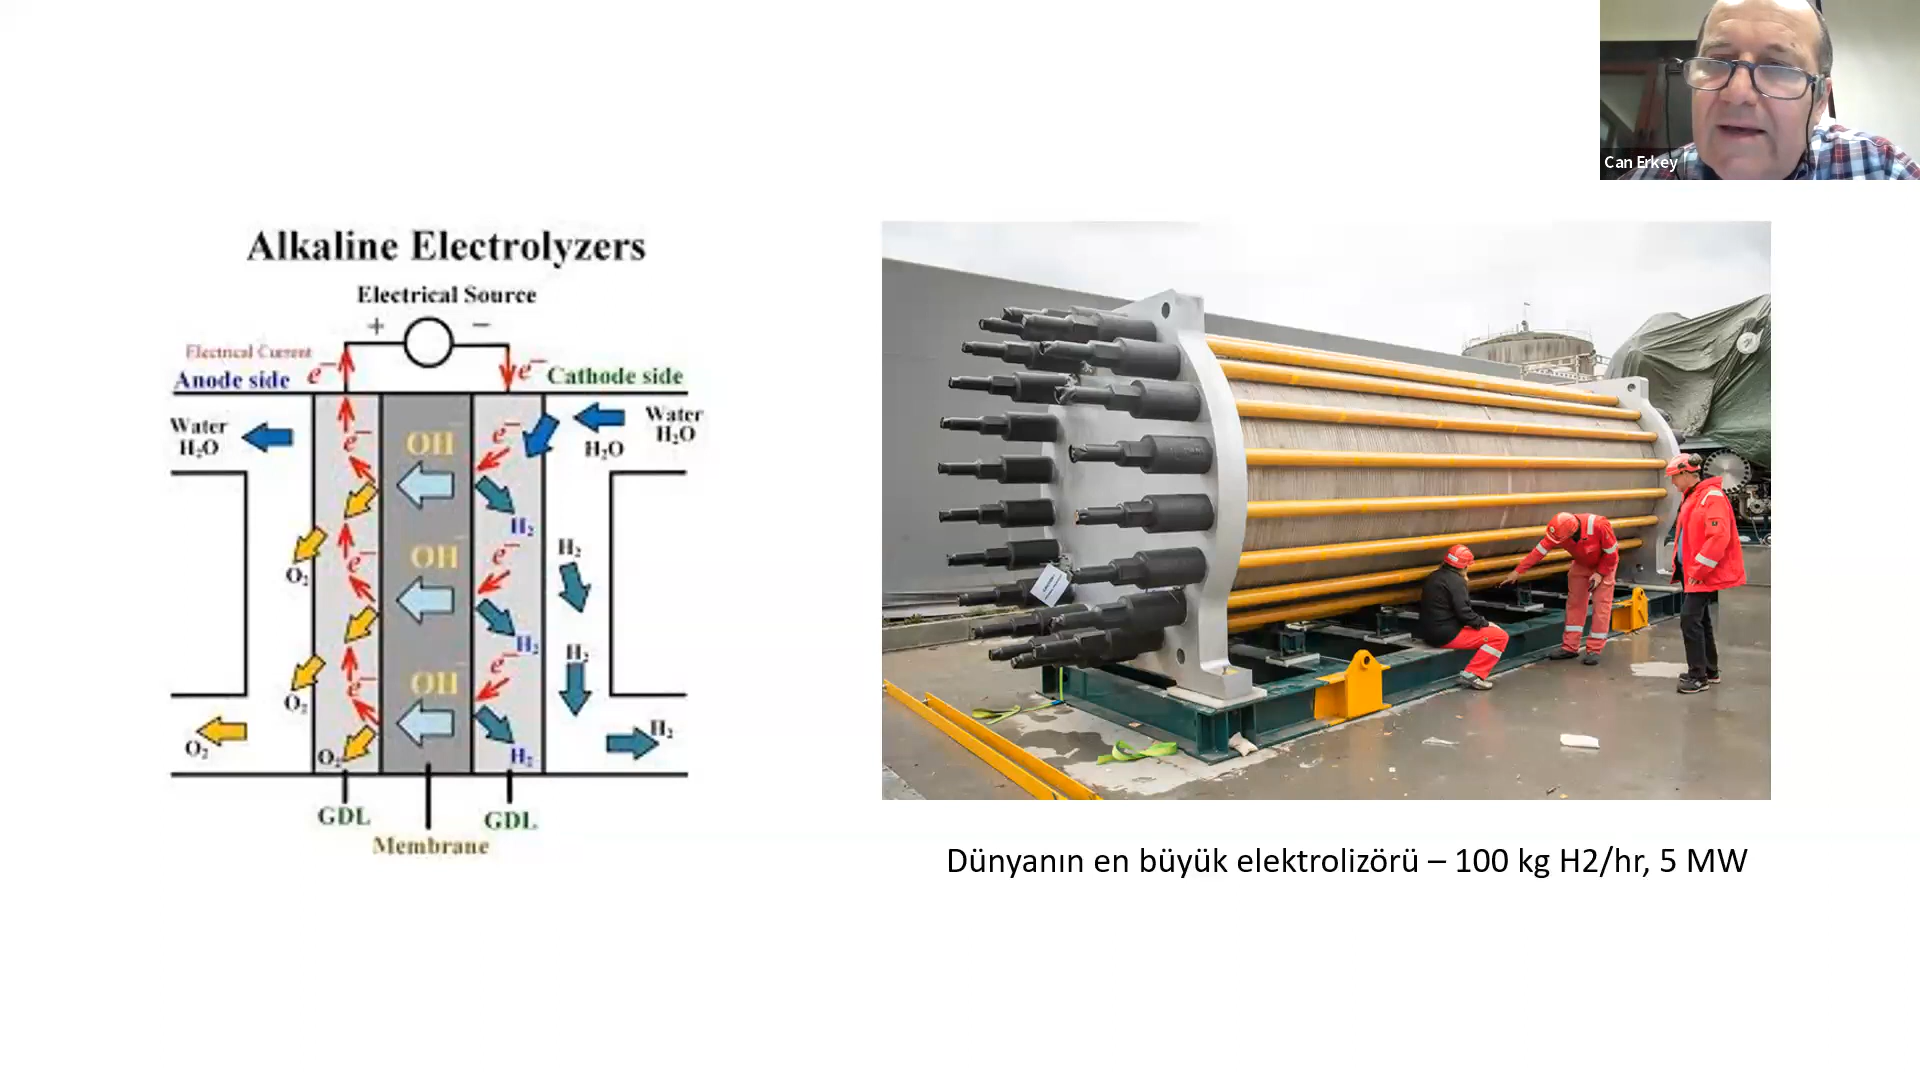 Can Erkey
Alkaline Electrolyzers
Electrical Source
+ −
Electrical Current
e⁻ e⁻
Anode side Cathode side
Water
H₂O
Water
H₂O
H₂O
OH⁻
e⁻ e⁻
H₂
OH⁻
e⁻ e⁻
H₂
O₂
H₂
H₂
OH⁻
e⁻ e⁻
O₂
H₂
O₂
O₂
H₂
GDL GDL
Membrane
Dünyanın en büyük elektrolizörü – 100 kg H2/hr, 5 MW